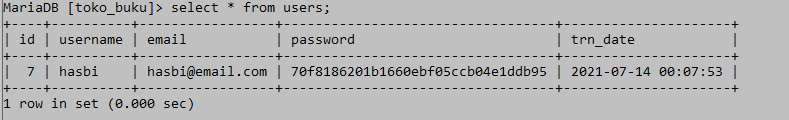 MariaDB [toko_buku]> select * from users;
+----+----------+-----------------+----------------------------------+---------------------+
| id | username | email           | password                         | trn_date            |
+----+----------+-----------------+----------------------------------+---------------------+
|  7 | hasbi    | hasbi@email.com | 70f8186201b1660ebf05ccb04e1ddb95 | 2021-07-14 00:07:53 |
+----+----------+-----------------+----------------------------------+---------------------+
1 row in set (0.000 sec)